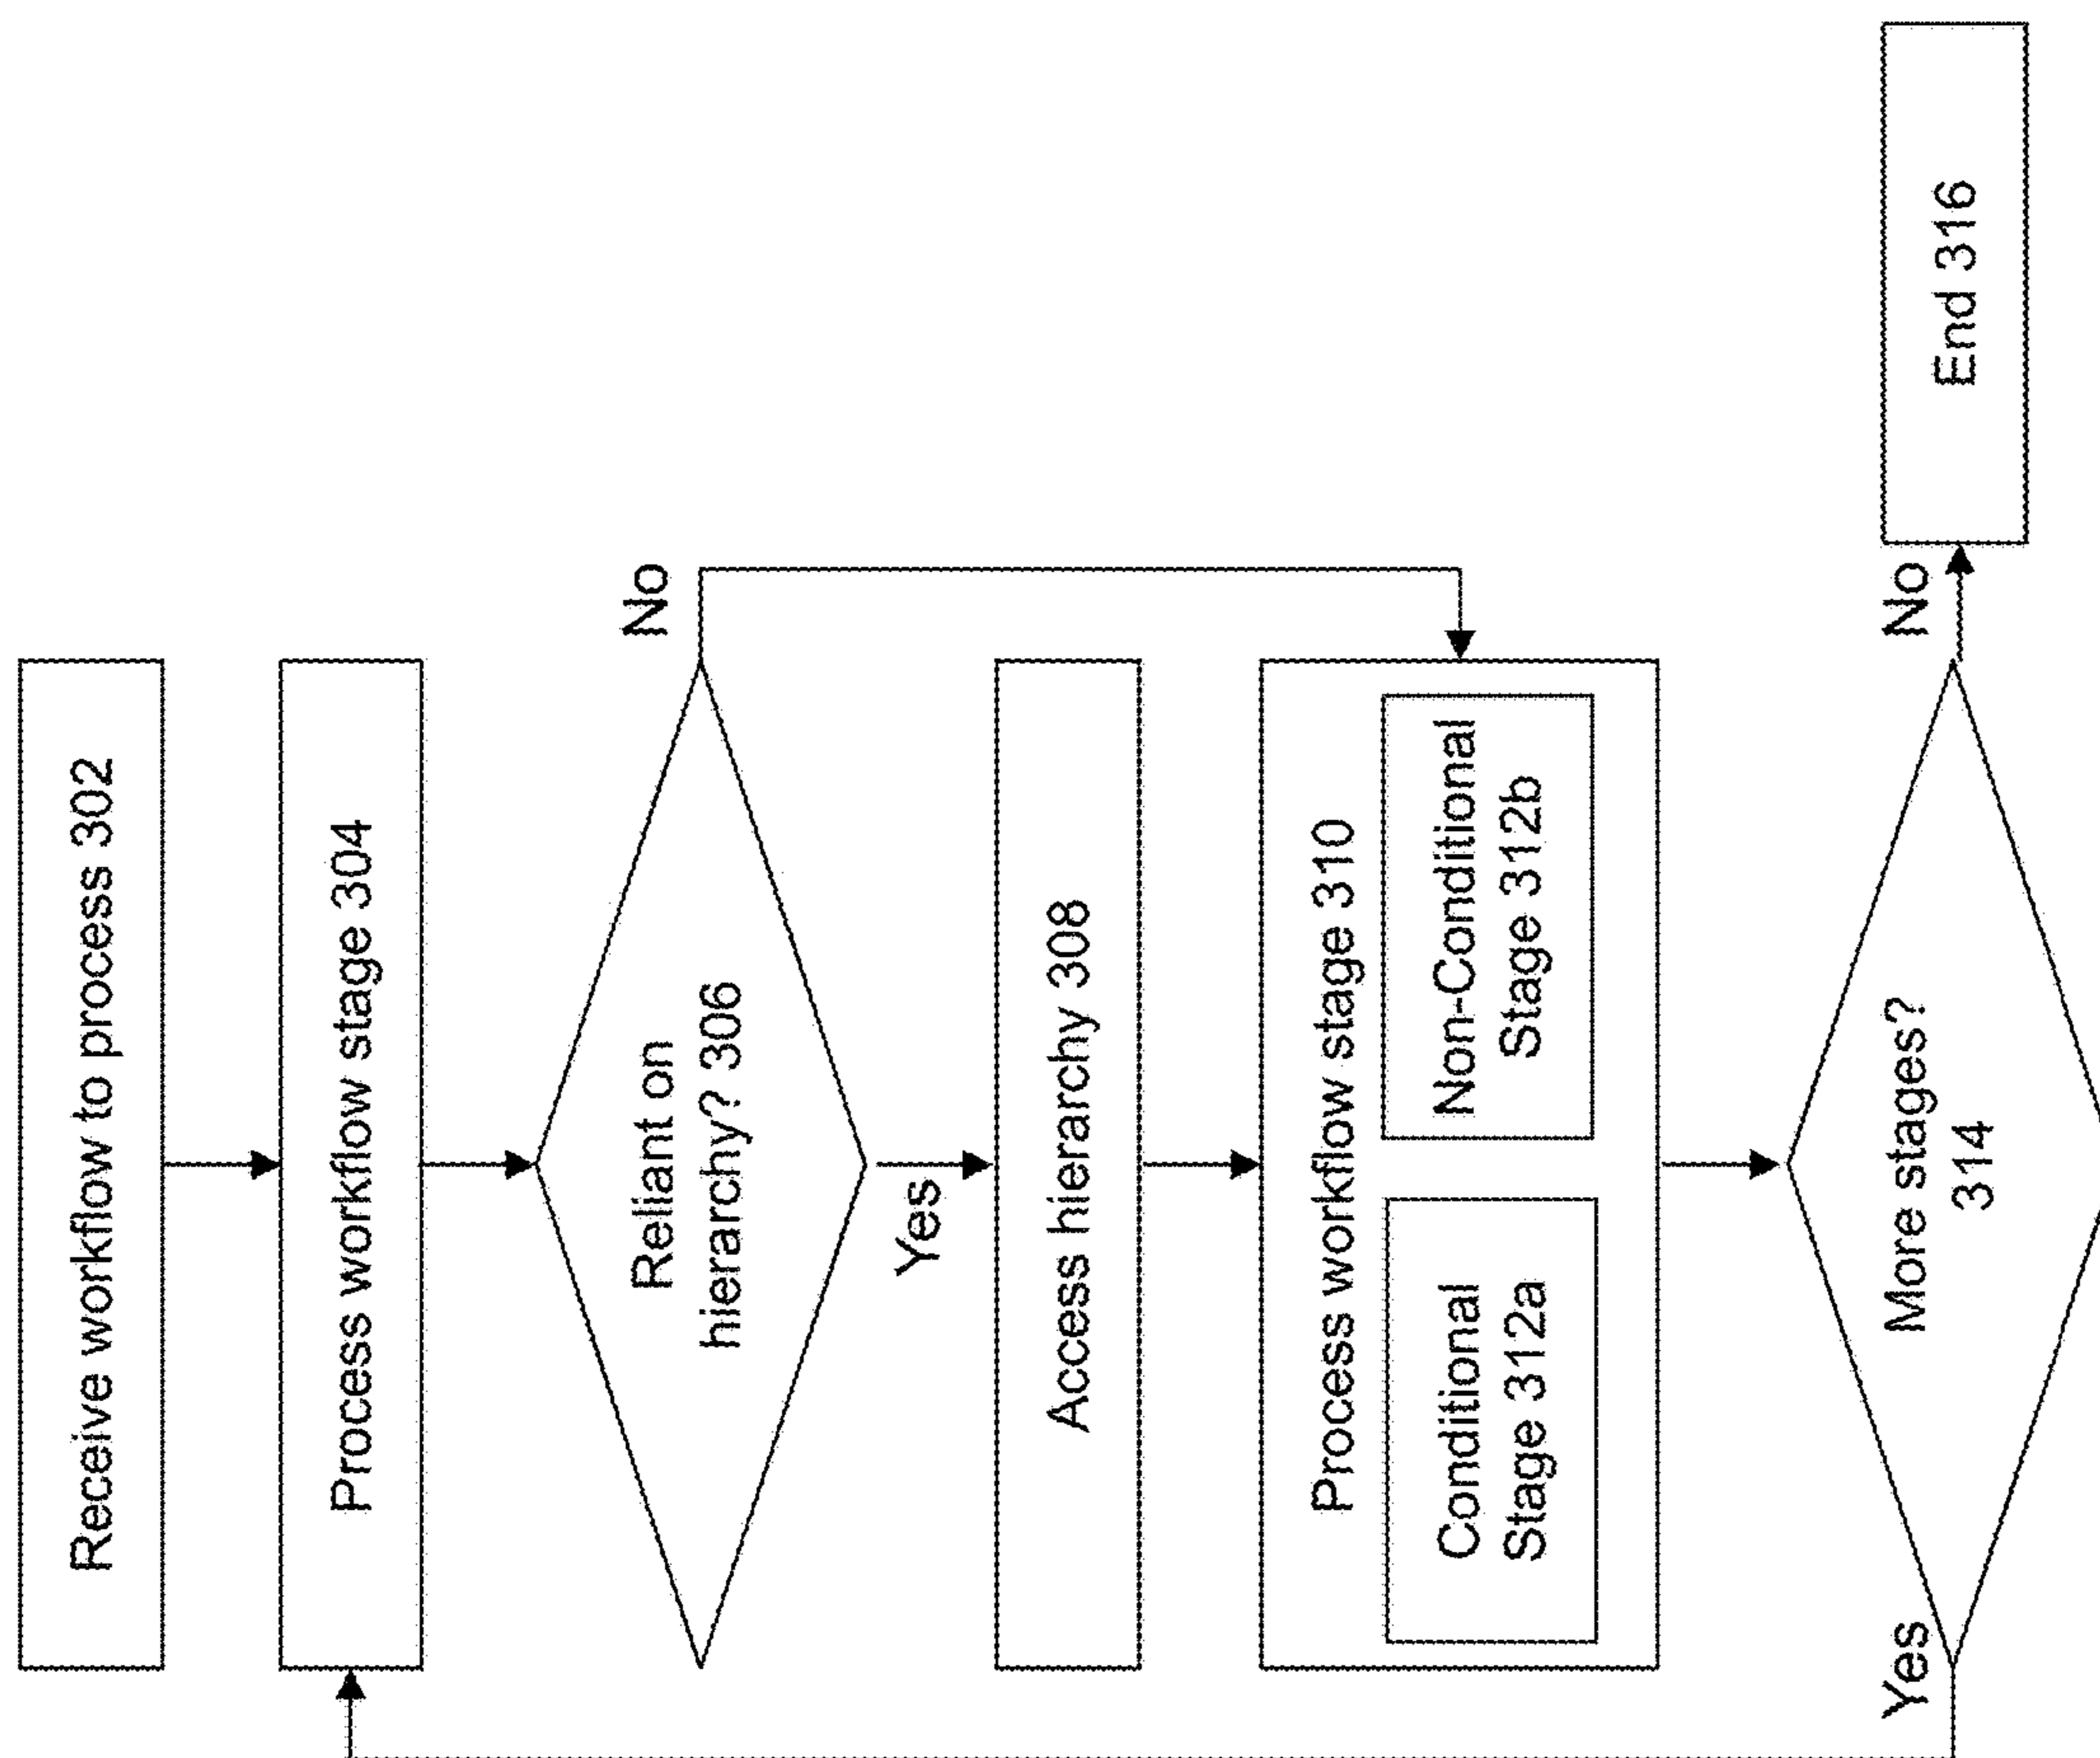 Receive workflow to process 302
Process workflow stage 304
Reliant on
hierarchy? 306
No
Yes
Access hierarchy 308
Process workflow stage 310
Conditional
Stage 312a
Non-Conditional
Stage 312b
More stages?
314
Yes
No
End 316